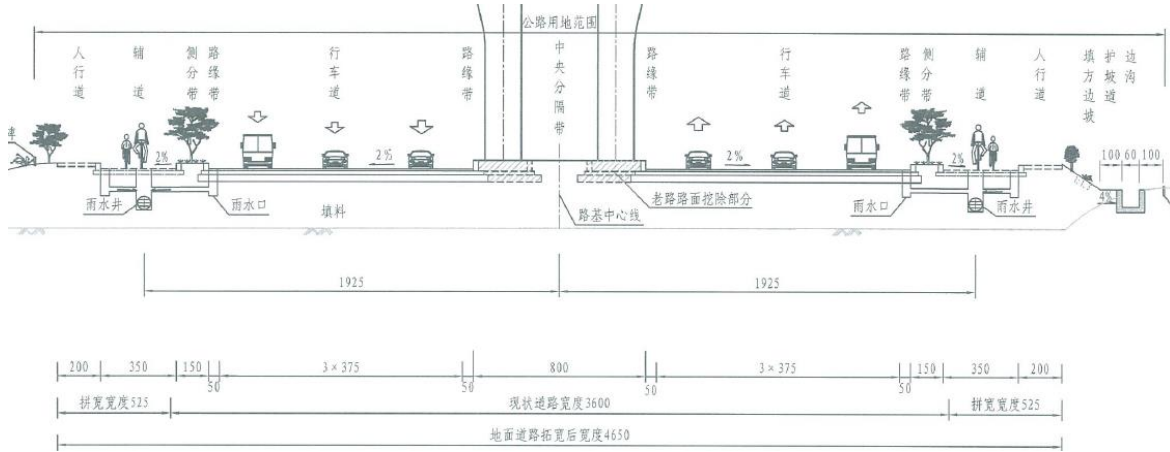 公路用地范围
人行道
辅道
侧分带
路缘带
行车道
路缘带
中央分隔带
路缘带
行车道
路缘带
侧分带
辅道
人行道
填方边坡
护坡道
边沟
2%
2%
2%
2%
100 60 100
4%
雨水井
雨水口
填料
路基中心线
老路路面挖除部分
雨水口
雨水井
1925
1925
200
350
150
50
3×375
50
800
50
3×375
50
150
350
200
拼宽宽度525
现状道路宽度3600
拼宽宽度525
地面道路拓宽后宽度4650